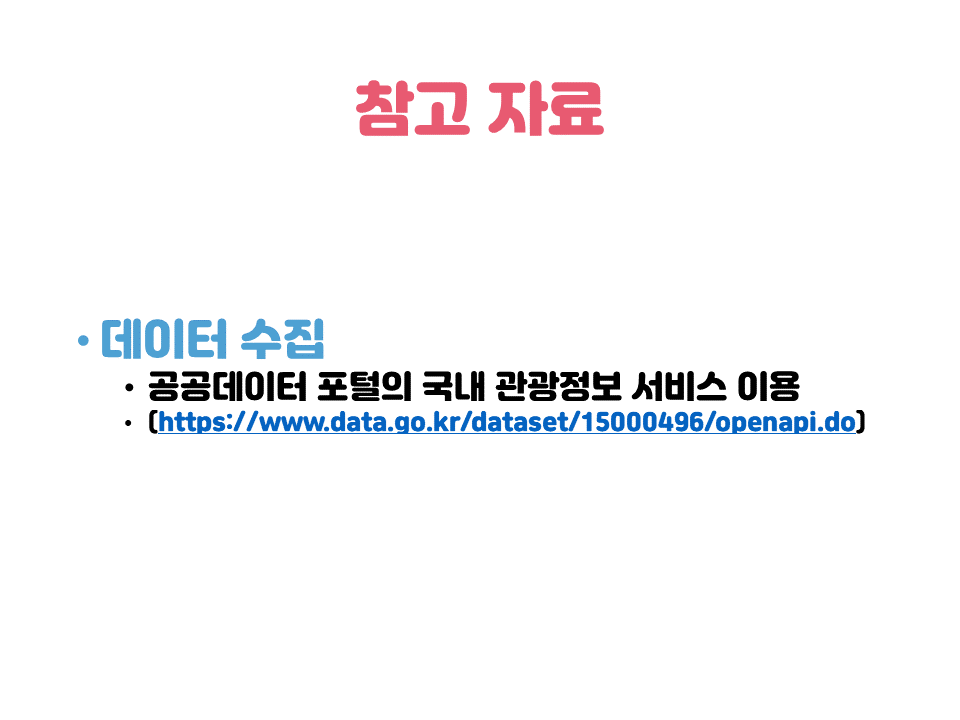 참고 자료
• 데이터 수집
• 공공데이터 포털의 국내 관광정보 서비스 이용
• (https://www.data.go.kr/dataset/15000496/openapi.do)